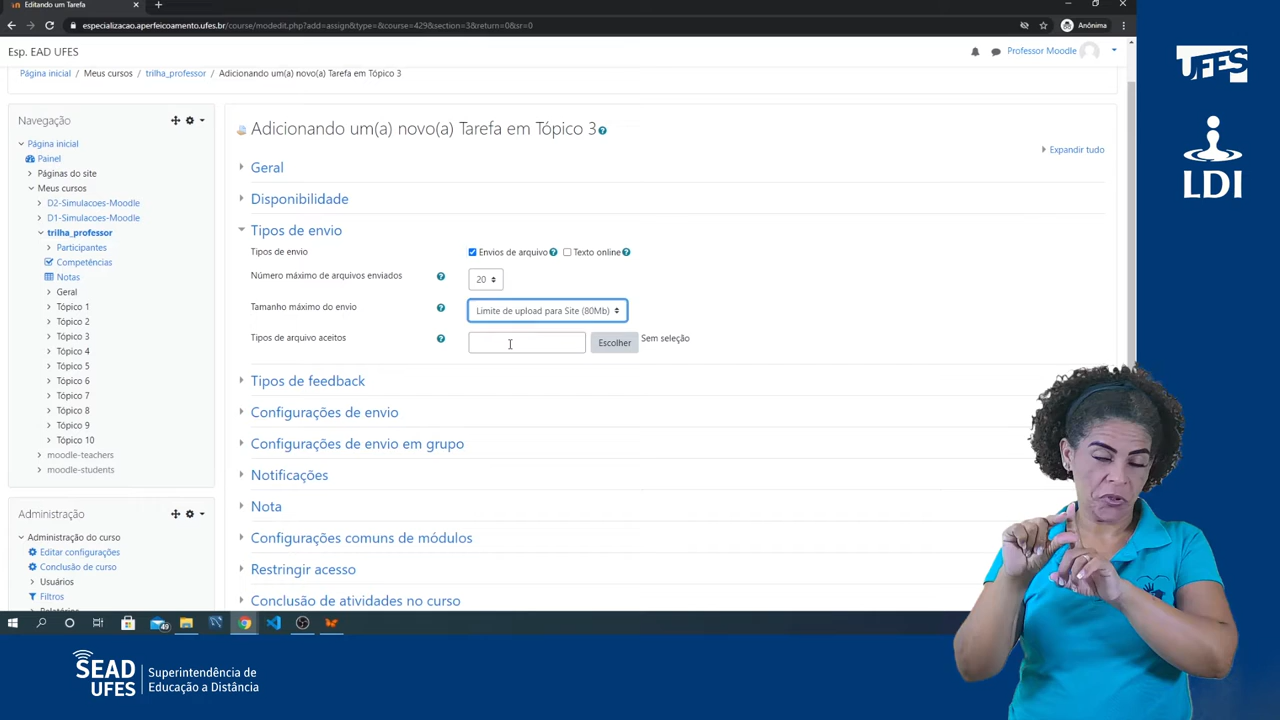 Editando um Tarefa
especializacao.aperfeicoamento.ufes.br/course/modedit.php?add=assign&type=&course=429&section=3&return=0&sr=0
Anônima
Esp. EAD UFES
Professor Moodle
Página inicial / Meus cursos / trilha_professor / Adicionando um(a) novo(a) Tarefa em Tópico 3
Navegação
Página inicial
Painel
Páginas do site
Meus cursos
D2-Simulacoes-Moodle
D1-Simulacoes-Moodle
trilha_professor
Participantes
Competências
Notas
Geral
Tópico 1
Tópico 2
Tópico 3
Tópico 4
Tópico 5
Tópico 6
Tópico 7
Tópico 8
Tópico 9
Tópico 10
moodle-teachers
moodle-students
Administração
Administração do curso
Editar configurações
Conclusão de curso
Usuários
Filtros
Relatórios
Adicionando um(a) novo(a) Tarefa em Tópico 3
Expandir tudo
Geral
Disponibilidade
Tipos de envio
Tipos de envio Envios de arquivo Texto online
Número máximo de arquivos enviados 20
Tamanho máximo do envio Limite de upload para Site (80Mb)
Tipos de arquivo aceitos Escolher Sem seleção
Tipos de feedback
Configurações de envio
Configurações de envio em grupo
Notificações
Nota
Configurações comuns de módulos
Restringir acesso
Conclusão de atividades no curso
49
UFES
LDI
SEAD
UFES
Superintendência de
Educação a Distância